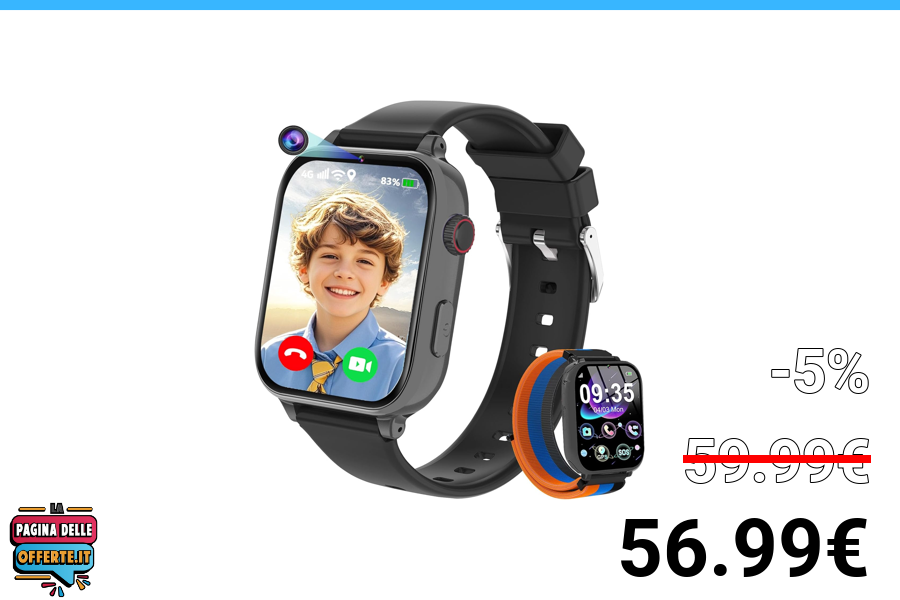 4G 83%
09:35
04/03 Mon
SOS
-5%
59.99€
56.99€
LA
PAGINA DELLE
OFFERTE.IT